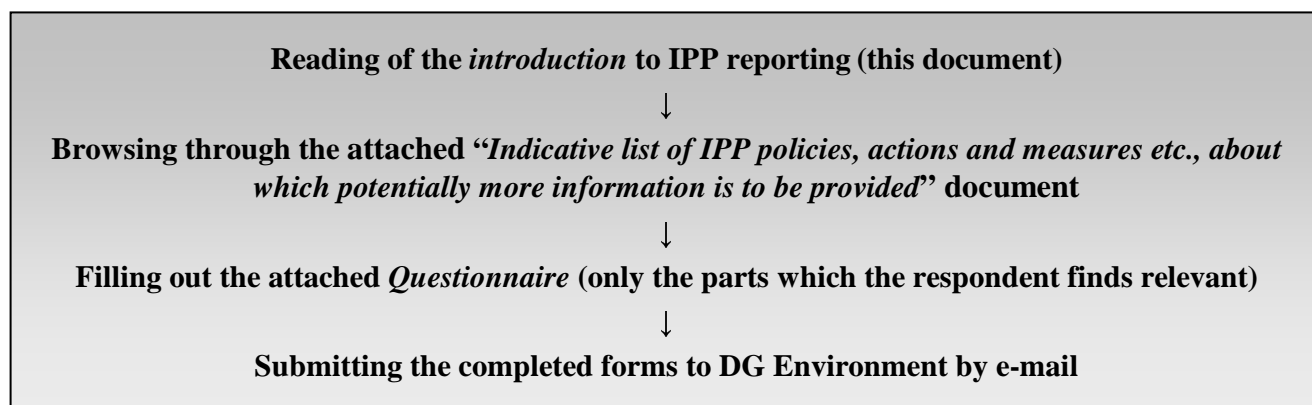 Reading of the introduction to IPP reporting (this document)
↓
Browsing through the attached “Indicative list of IPP policies, actions and measures etc., about
which potentially more information is to be provided” document
↓
Filling out the attached Questionnaire (only the parts which the respondent finds relevant)
↓
Submitting the completed forms to DG Environment by e-mail